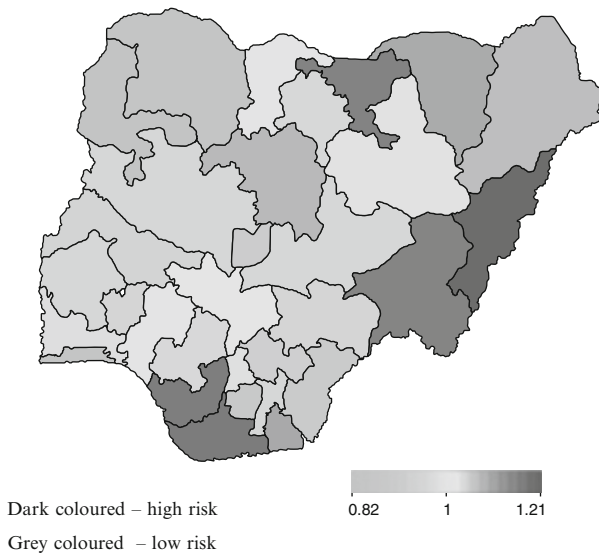 0.82 1 1.21
Dark coloured – high risk
Grey coloured – low risk